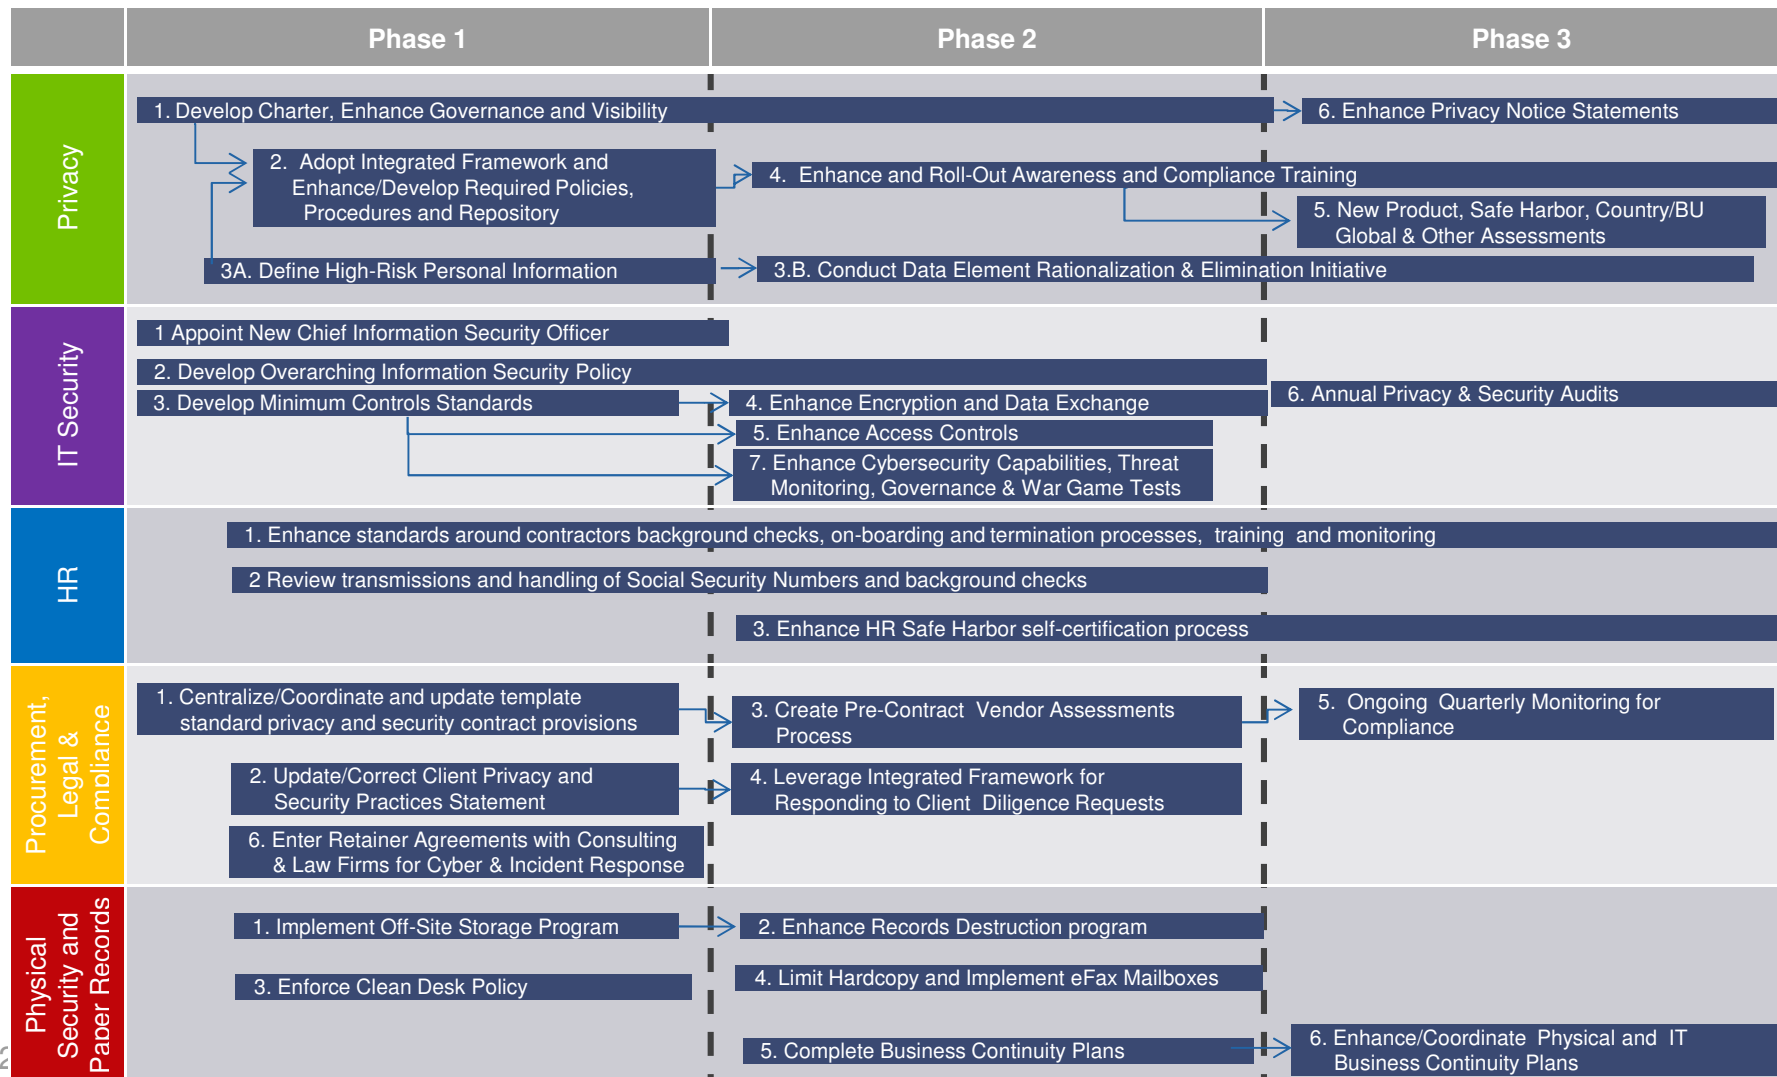 Phase 1
Phase 2
Phase 3
Privacy
1. Develop Charter, Enhance Governance and Visibility
6. Enhance Privacy Notice Statements
2. Adopt Integrated Framework and
Enhance/Develop Required Policies,
Procedures and Repository
4. Enhance and Roll-Out Awareness and Compliance Training
5. New Product, Safe Harbor, Country/BU
Global & Other Assessments
3A. Define High-Risk Personal Information
3.B. Conduct Data Element Rationalization & Elimination Initiative
IT Security
1 Appoint New Chief Information Security Officer
2. Develop Overarching Information Security Policy
3. Develop Minimum Controls Standards
4. Enhance Encryption and Data Exchange
6. Annual Privacy & Security Audits
5. Enhance Access Controls
7. Enhance Cybersecurity Capabilities, Threat
Monitoring, Governance & War Game Tests
HR
1. Enhance standards around contractors background checks, on-boarding and termination processes, training and monitoring
2 Review transmissions and handling of Social Security Numbers and background checks
3. Enhance HR Safe Harbor self-certification process
Procurement,
Legal &
Compliance
1. Centralize/Coordinate and update template
standard privacy and security contract provisions
3. Create Pre-Contract Vendor Assessments
Process
5. Ongoing Quarterly Monitoring for
Compliance
2. Update/Correct Client Privacy and
Security Practices Statement
4. Leverage Integrated Framework for
Responding to Client Diligence Requests
6. Enter Retainer Agreements with Consulting
& Law Firms for Cyber & Incident Response
Physical
Security and
Paper Records
1. Implement Off-Site Storage Program
2. Enhance Records Destruction program
3. Enforce Clean Desk Policy
4. Limit Hardcopy and Implement eFax Mailboxes
5. Complete Business Continuity Plans
6. Enhance/Coordinate Physical and IT
Business Continuity Plans